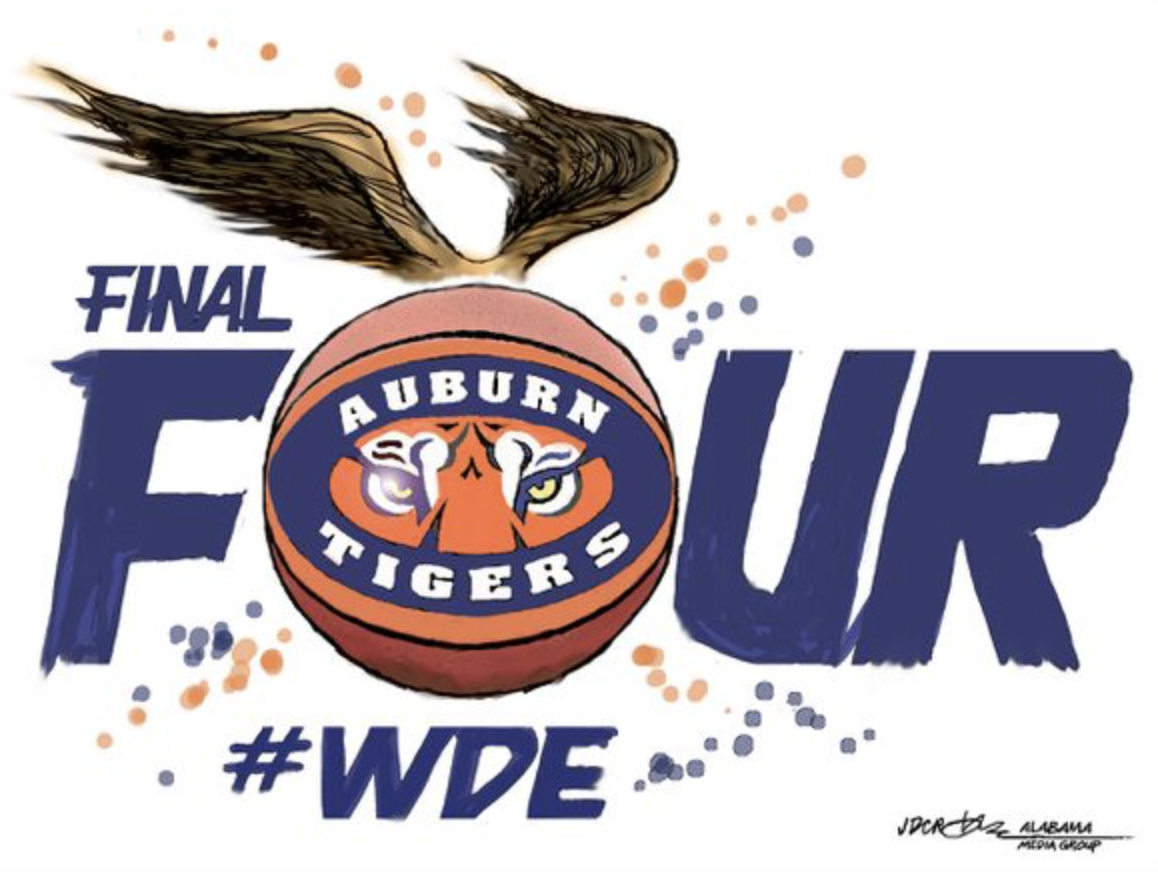 FINAL
FOUR
AUBURN
TIGERS
#WDE
ALABAMA
MEDIA GROUP